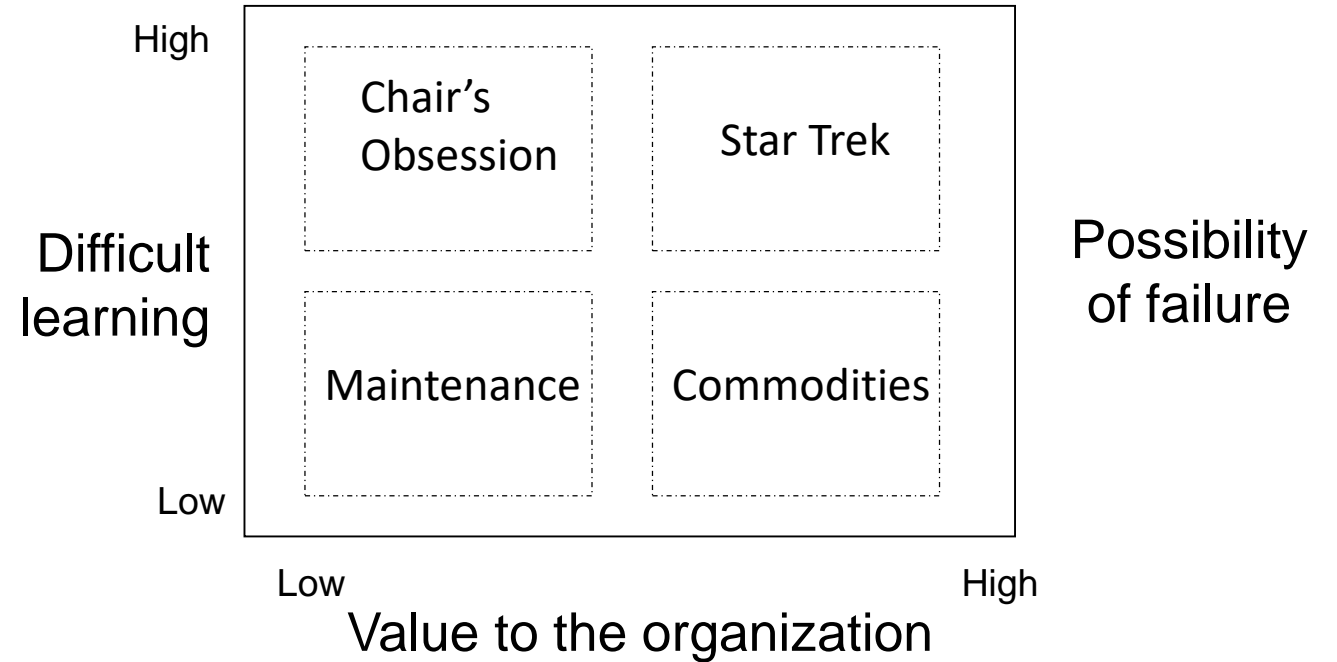 High
Chair’s
Obsession
Star Trek
Difficult
learning
Possibility
of failure
Maintenance
Commodities
Low
Low
High
Value to the organization